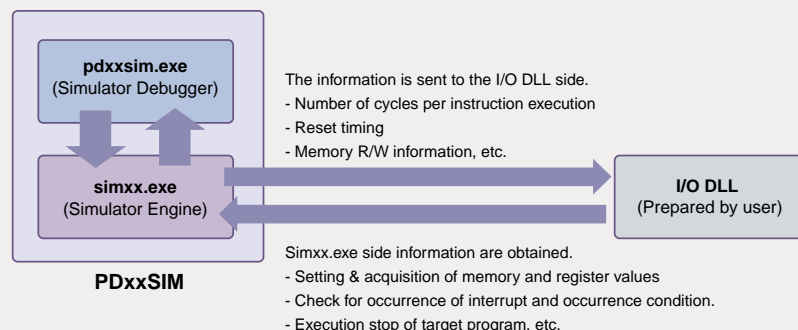 pdxxsim.exe
(Simulator Debugger)
simxx.exe
(Simulator Engine)
PDxxSIM
The information is sent to the I/O DLL side.
- Number of cycles per instruction execution
- Reset timing
- Memory R/W information, etc.
I/O DLL
(Prepared by user)
Simxx.exe side information are obtained.
- Setting & acquisition of memory and register values
- Check for occurrence of interrupt and occurrence condition.
- Execution stop of target program, etc.